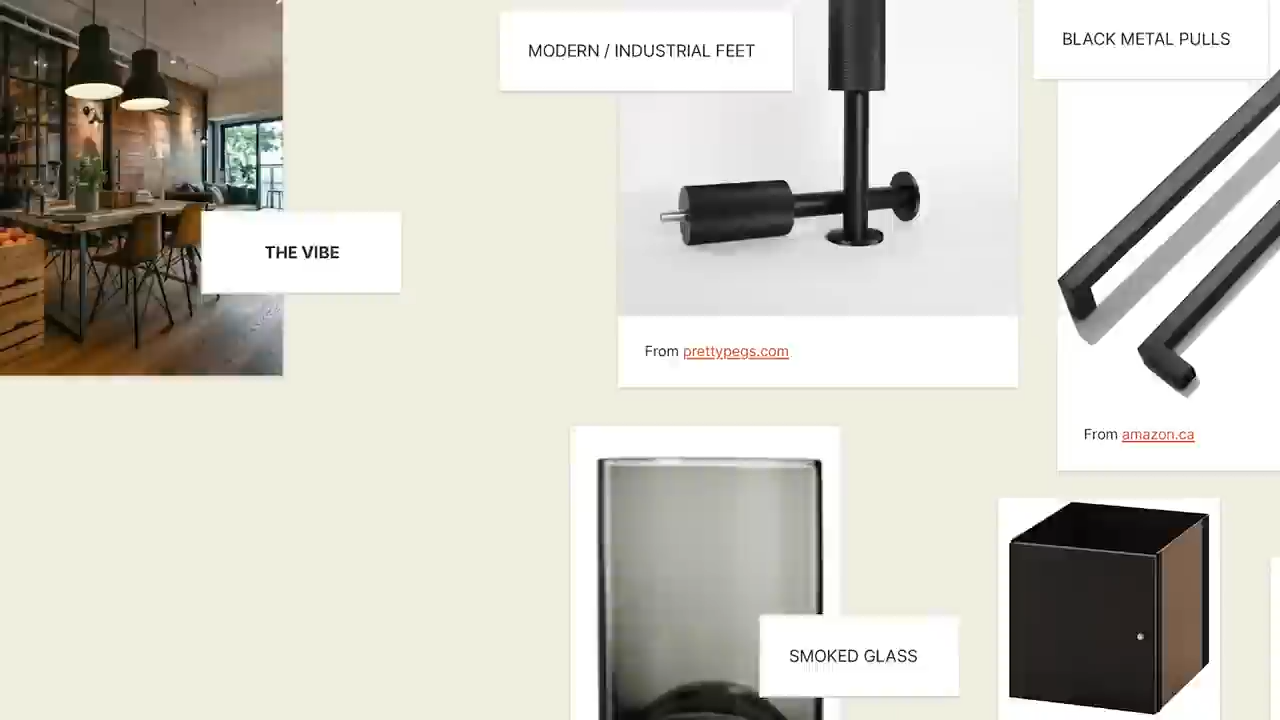 MODERN / INDUSTRIAL FEET
BLACK METAL PULLS
THE VIBE
From prettypegs.com
From amazon.ca
SMOKED GLASS